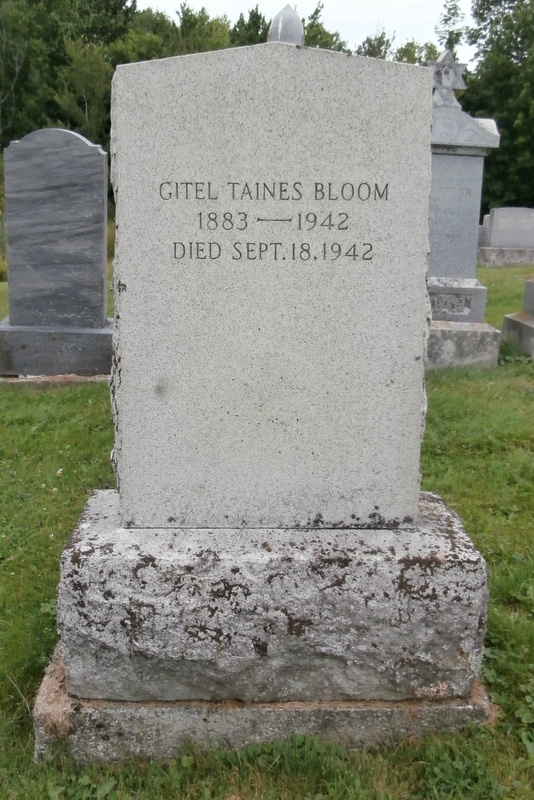 GITEL TAINES BLOOM
1883 — 1942
DIED SEPT. 18, 1942